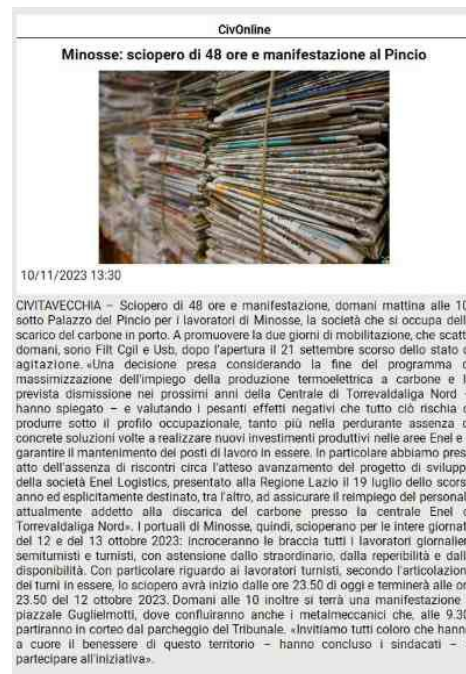 CivOnline
Minosse: sciopero di 48 ore e manifestazione al Pincio
10/11/2023 13:30
CIVITAVECCHIA – Sciopero di 48 ore e manifestazione, domani mattina alle 10
sotto Palazzo del Pincio per i lavoratori di Minosse, la società che si occupa dell
scarico del carbone in porto. A promuovere la due giorni di mobilitazione, che scatt
domani, sono Filt Cgil e Usb, dopo l'apertura il 21 settembre scorso dello stato d
agitazione. «Una decisione presa considerando la fine del programma d
massimizzazione dell'impiego della produzione termoelettrica a carbone e l
prevista dismissione nei prossimi anni della Centrale di Torrevaldaliga Nord –
hanno spiegato – e valutando i pesanti effetti negativi che tutto ciò rischia d
produrre sotto il profilo occupazionale, tanto più nella perdurante assenza d
concrete soluzioni volte a realizzare nuovi investimenti produttivi nelle aree Enel e
garantire il mantenimento dei posti di lavoro in essere. In particolare abbiamo pres
atto dell'assenza di riscontri circa l'atteso avanzamento del progetto di svilupp
della società Enel Logistics, presentato alla Regione Lazio il 19 luglio dello scors
anno ed esplicitamente destinato, tra l'altro, ad assicurare il reimpiego del personal
attualmente addetto alla discarica del carbone presso la centrale Enel d
Torrevaldaliga Nord». I portuali di Minosse, quindi, scioperano per le intere giornat
del 12 e del 13 ottobre 2023: incroceranno le braccia tutti i lavoratori giornalier
semiturnisti e turnisti, con astensione dallo straordinario, dalla reperibilità e dall
disponibilità. Con particolare riguardo ai lavoratori turnisti, secondo l'articolazion
dei turni in essere, lo sciopero avrà inizio dalle ore 23.50 di oggi e terminerà alle or
23.50 del 12 ottobre 2023. Domani alle 10 inoltre si terrà una manifestazione
piazzale Guglielmotti, dove confluiranno anche i metalmeccanici che, alle 9.30
partiranno in corteo dal parcheggio del Tribunale. «Invitiamo tutti coloro che hann
a cuore il benessere di questo territorio – hanno concluso i sindacati –
partecipare all'iniziativa».